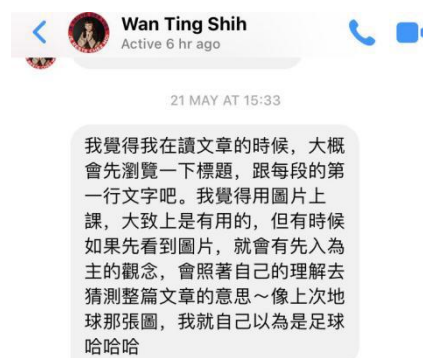 Wan Ting Shih
Active 6 hr ago
21 MAY AT 15:33
我覺得我在讀文章的時候，大概
會先瀏覽一下標題，跟每段的第
一行文字吧。我覺得用圖片上
課，大致上是有用的，但有時候
如果先看到圖片，就會有先入為
主的觀念，會照著自己的理解去
猜測整篇文章的意思～像上次地
球那張圖，我就自己以為是足球
哈哈哈